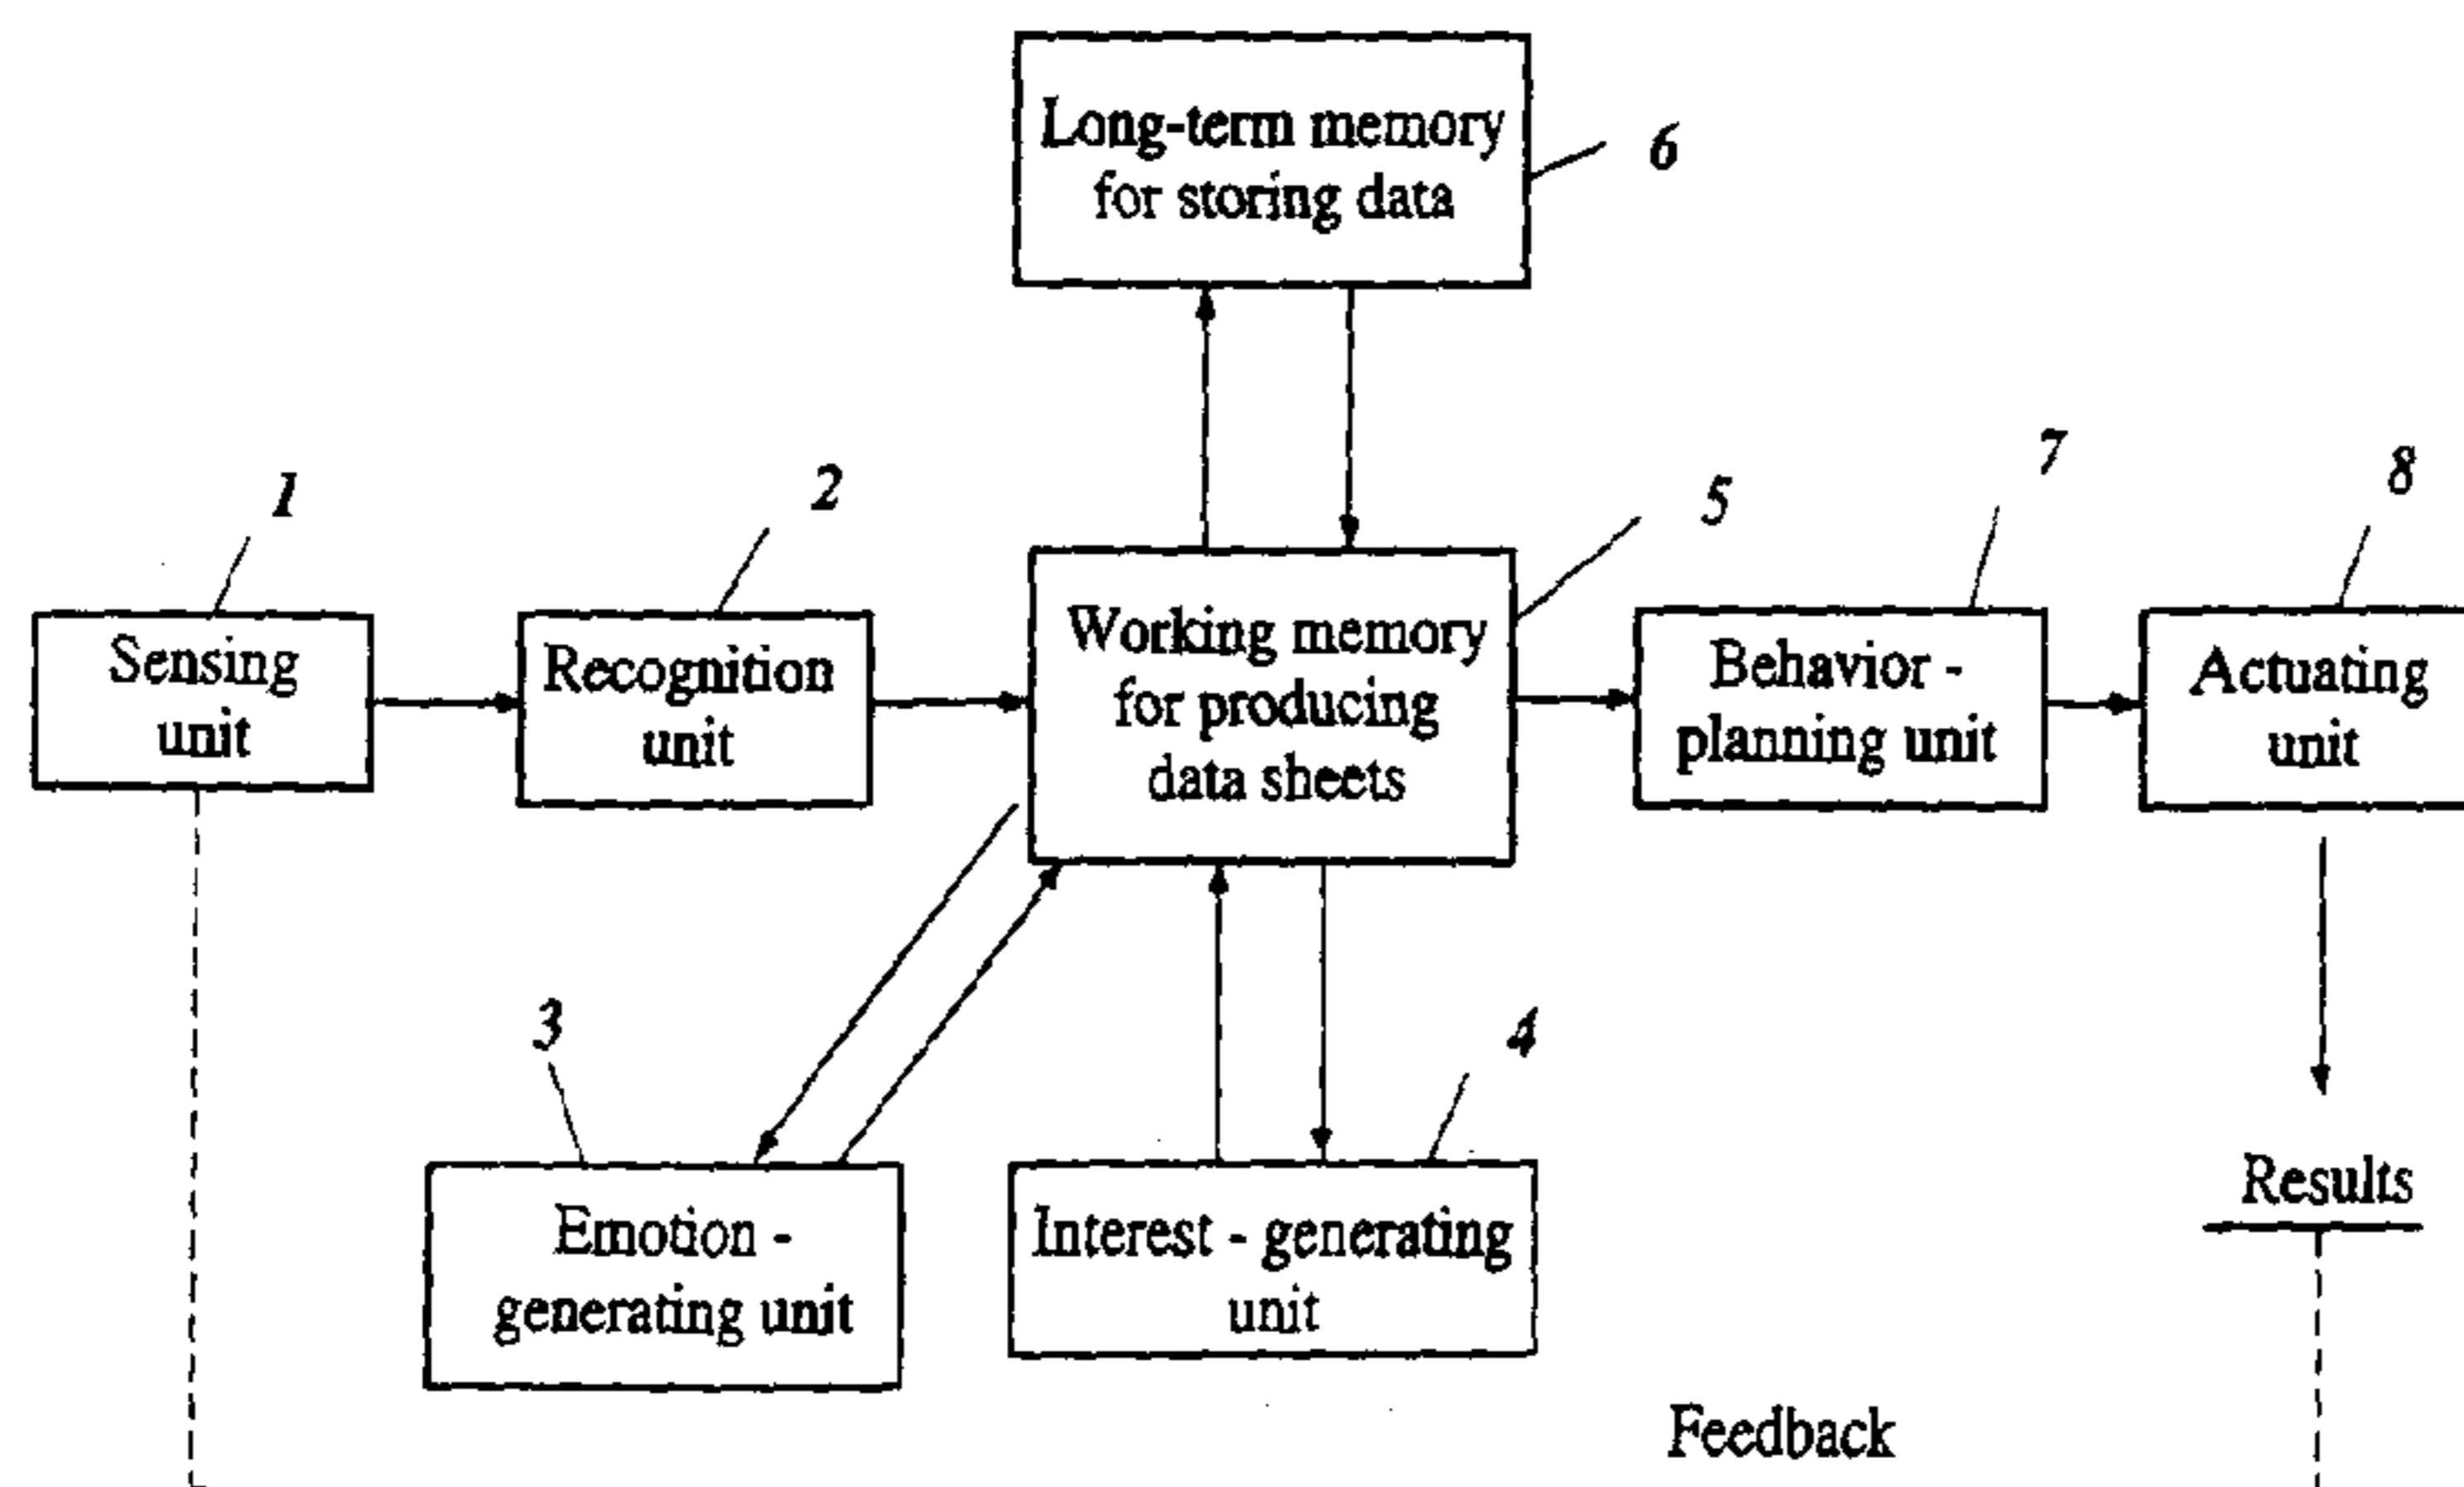 Long-term memory
for storing data
6
1
2
5
7
8
Sensing
unit
Recognition
unit
Working memory
for producing
data sheets
Behavior -
planning unit
Actuating
unit
3
4
Emotion -
generating unit
Interest - generating
unit
Results
Feedback